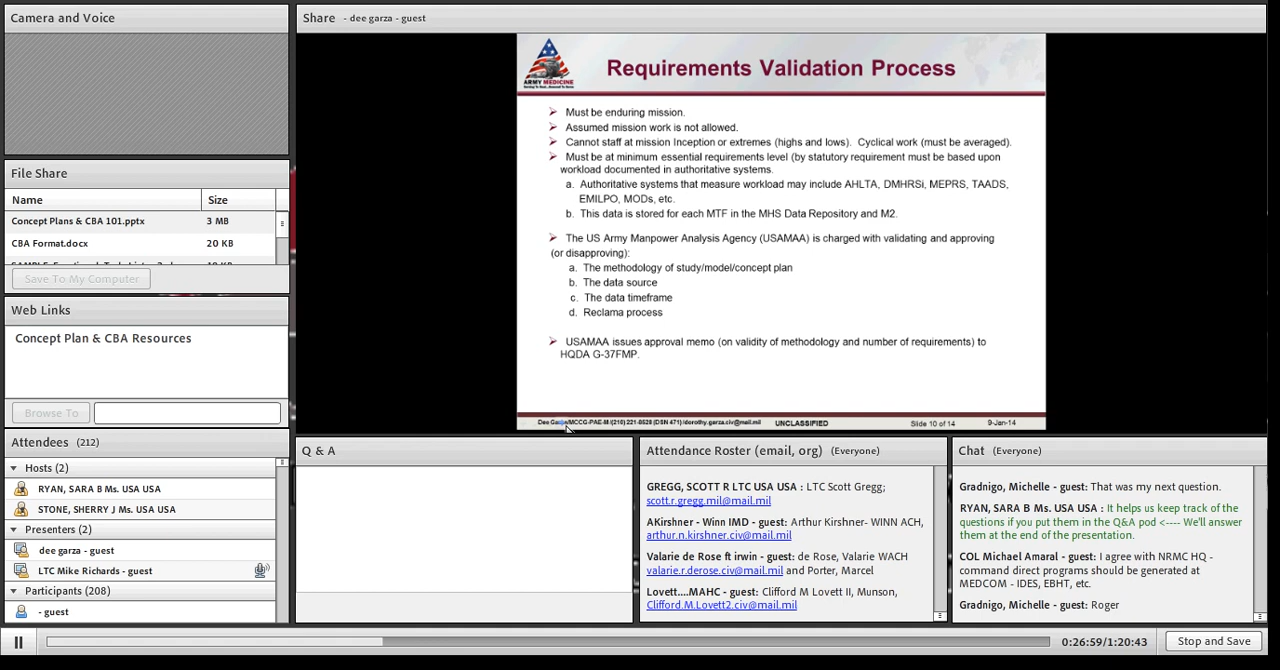 Camera and Voice
File Share
Name Size
Concept Plans & CBA 101.pptx 3 MB
CBA Format.docx 20 KB
Save To My Computer
Web Links
Concept Plan & CBA Resources
Browse To
Attendees (212)
Hosts (2)
RYAN, SARA B Ms. USA USA
STONE, SHERRY J Ms. USA USA
Presenters (2)
dee garza - guest
LTC Mike Richards - guest
Participants (208)
- guest
Share - dee garza - guest
ARMY MEDICINE
Requirements Validation Process
Must be enduring mission.
Assumed mission work is not allowed.
Cannot staff at mission Inception or extremes (highs and lows). Cyclical work (must be averaged).
Must be at minimum essential requirements level (by statutory requirement must be based upon
workload documented in authoritative systems.
a. Authoritative systems that measure workload may include AHLTA, DMHRSi, MEPRS, TAADS,
EMILPO, MODs, etc.
b. This data is stored for each MTF in the MHS Data Repository and M2.
The US Army Manpower Analysis Agency (USAMAA) is charged with validating and approving
(or disapproving):
a. The methodology of study/model/concept plan
b. The data source
c. The data timeframe
d. Reclama process
USAMAA issues approval memo (on validity of methodology and number of requirements) to
HQDA G-37FMP.
UNCLASSIFIED
Slide 10 of 14
9-Jan-14
Q & A
Attendance Roster (email, org) (Everyone)
GREGG, SCOTT R LTC USA USA : LTC Scott Gregg;
scott.r.gregg.mil@mail.mil
AKirshner - Winn IMD - guest: Arthur Kirshner- WINN ACH,
arthur.n.kirshner.civ@mail.mil
Valarie de Rose ft irwin - guest: de Rose, Valarie WACH
valarie.r.derose.civ@mail.mil and Porter, Marcel
Lovett....MAHC - guest: Clifford M Lovett II, Munson,
Clifford.M.Lovett2.civ@mail.mil
Chat (Everyone)
Gradnigo, Michelle - guest: That was my next question.
RYAN, SARA B Ms. USA USA : It helps us keep track of the
questions if you put them in the Q&A pod <---- We'll answer
them at the end of the presentation.
COL Michael Amaral - guest: I agree with NRMC HQ -
command direct programs should be generated at
MEDCOM - IDES, EBHT, etc.
Gradnigo, Michelle - guest: Roger
0:26:59/1:20:43
Stop and Save